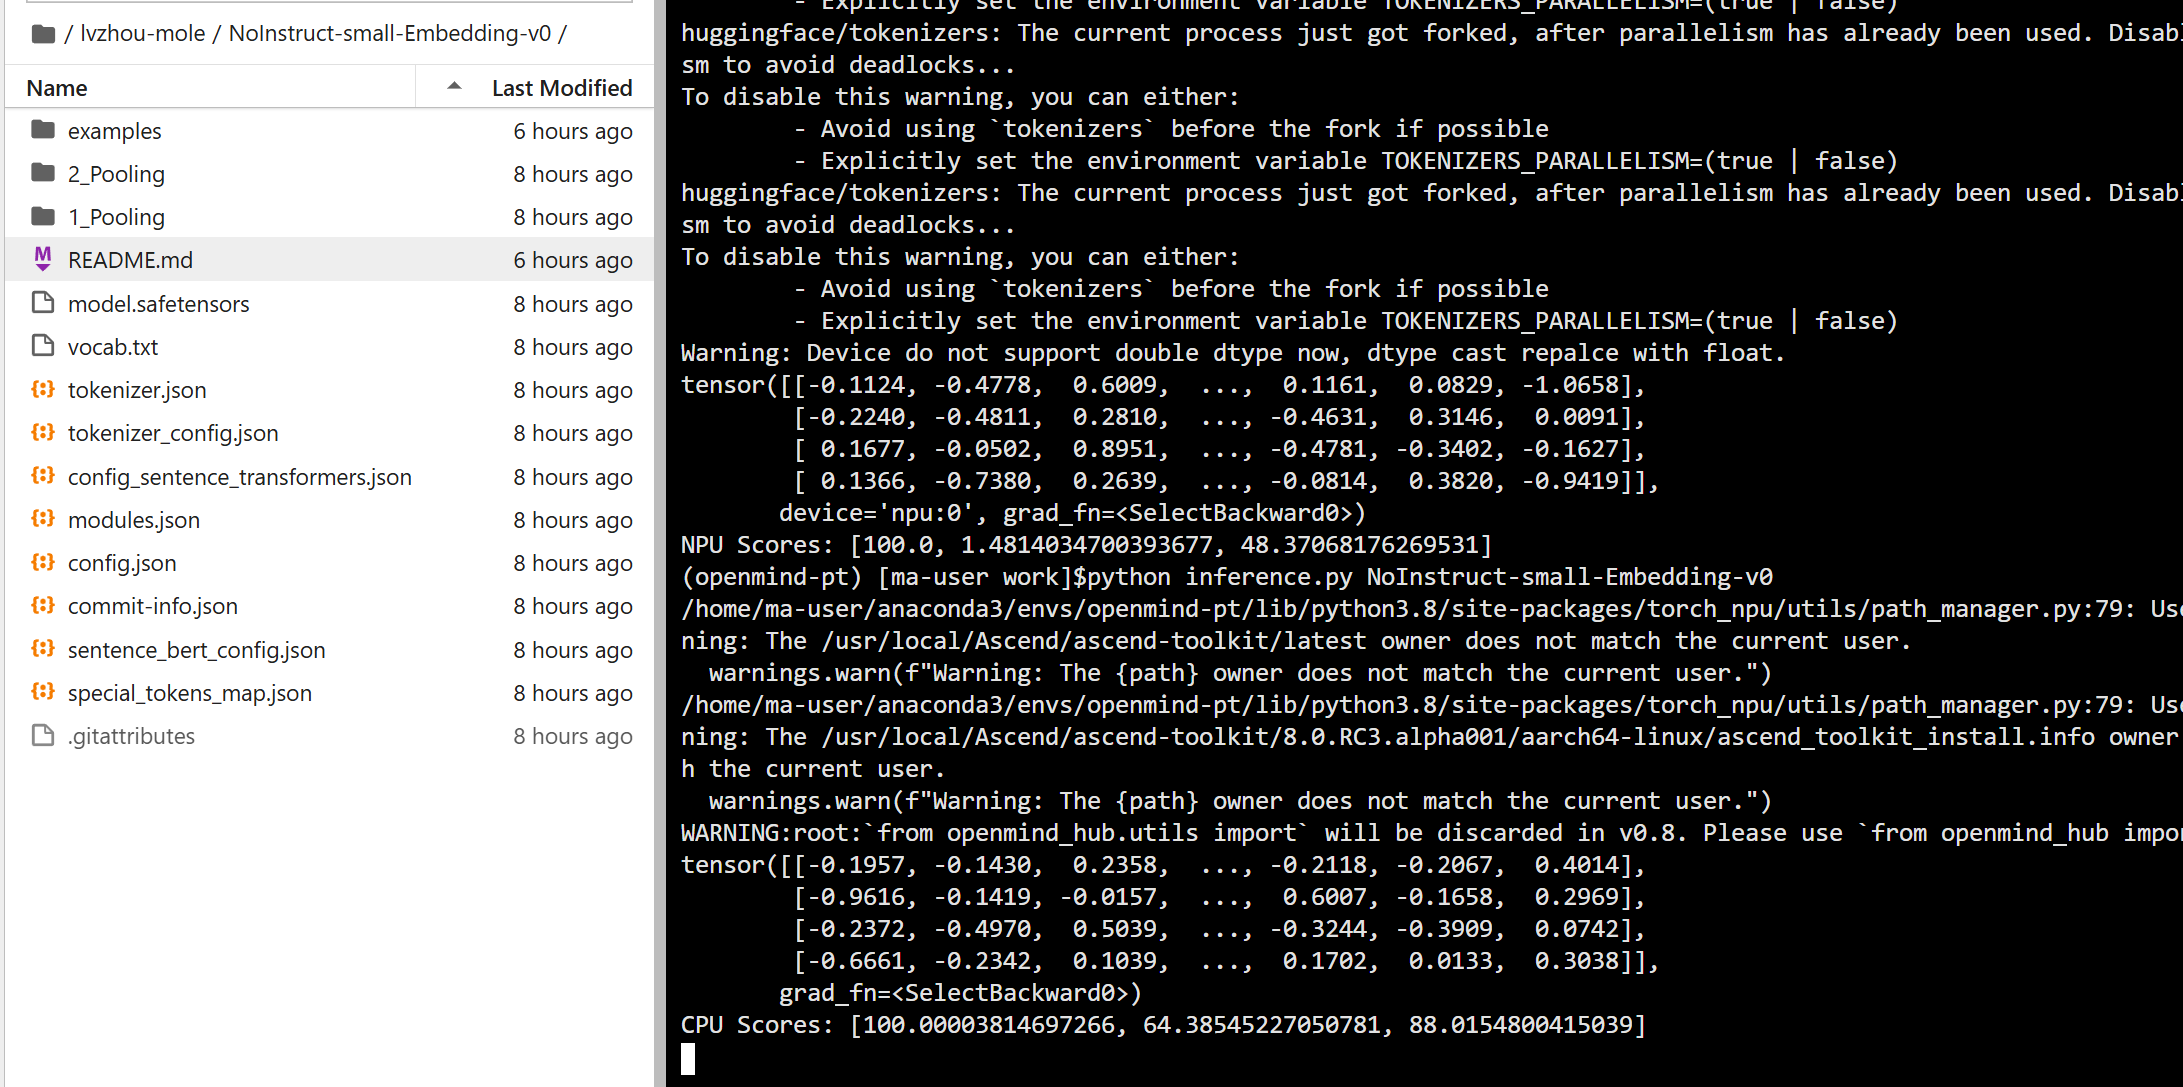 / lvzhou-mole / NoInstruct-small-Embedding-v0 /
Name Last Modified
examples 6 hours ago
2_Pooling 8 hours ago
1_Pooling 8 hours ago
README.md 6 hours ago
model.safetensors 8 hours ago
vocab.txt 8 hours ago
tokenizer.json 8 hours ago
tokenizer_config.json 8 hours ago
config_sentence_transformers.json 8 hours ago
modules.json 8 hours ago
config.json 8 hours ago
commit-info.json 8 hours ago
sentence_bert_config.json 8 hours ago
special_tokens_map.json 8 hours ago
.gitattributes 8 hours ago
- Explicitly set the environment variable TOKENIZERS_PARALLELISM=(true | false)
huggingface/tokenizers: The current process just got forked, after parallelism has already been used. Disabl
sm to avoid deadlocks...
To disable this warning, you can either:
- Avoid using `tokenizers` before the fork if possible
- Explicitly set the environment variable TOKENIZERS_PARALLELISM=(true | false)
huggingface/tokenizers: The current process just got forked, after parallelism has already been used. Disabl
sm to avoid deadlocks...
To disable this warning, you can either:
- Avoid using `tokenizers` before the fork if possible
- Explicitly set the environment variable TOKENIZERS_PARALLELISM=(true | false)
Warning: Device do not support double dtype now, dtype cast repalce with float.
tensor([[-0.1124, -0.4778,  0.6009,  ...,  0.1161,  0.0829, -1.0658],
[-0.2240, -0.4811,  0.2810,  ..., -0.4631,  0.3146,  0.0091],
[ 0.1677, -0.0502,  0.8951,  ..., -0.4781, -0.3402, -0.1627],
[ 0.1366, -0.7380,  0.2639,  ..., -0.0814,  0.3820, -0.9419]],
device='npu:0', grad_fn=<SelectBackward0>)
NPU Scores: [100.0, 1.4814034700393677, 48.37068176269531]
(openmind-pt) [ma-user work]$python inference.py NoInstruct-small-Embedding-v0
/home/ma-user/anaconda3/envs/openmind-pt/lib/python3.8/site-packages/torch_npu/utils/path_manager.py:79: Use
ning: The /usr/local/Ascend/ascend-toolkit/latest owner does not match the current user.
warnings.warn(f"Warning: The {path} owner does not match the current user.")
/home/ma-user/anaconda3/envs/openmind-pt/lib/python3.8/site-packages/torch_npu/utils/path_manager.py:79: Use
ning: The /usr/local/Ascend/ascend-toolkit/8.0.RC3.alpha001/aarch64-linux/ascend_toolkit_install.info owner
h the current user.
warnings.warn(f"Warning: The {path} owner does not match the current user.")
WARNING:root:`from openmind_hub.utils import` will be discarded in v0.8. Please use `from openmind_hub impor
tensor([[-0.1957, -0.1430,  0.2358,  ..., -0.2118, -0.2067,  0.4014],
[-0.9616, -0.1419, -0.0157,  ...,  0.6007, -0.1658,  0.2969],
[-0.2372, -0.4970,  0.5039,  ..., -0.3244, -0.3909,  0.0742],
[-0.6661, -0.2342,  0.1039,  ...,  0.1702,  0.0133,  0.3038]],
grad_fn=<SelectBackward0>)
CPU Scores: [100.00003814697266, 64.38545227050781, 88.0154800415039]